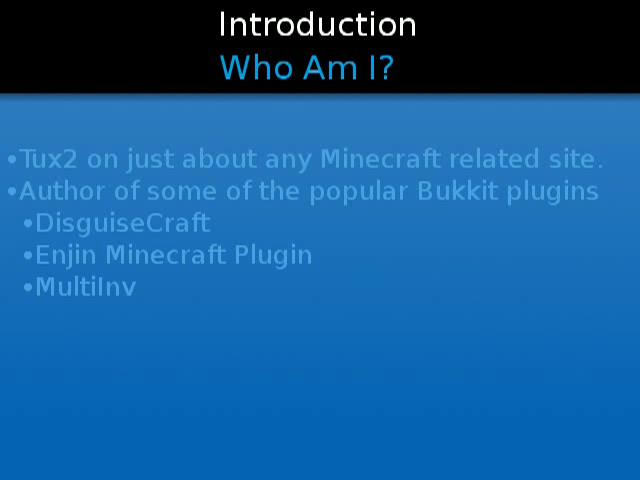 Introduction
Who Am I?
•Tux2 on just about any Minecraft related site.
•Author of some of the popular Bukkit plugins
•DisguiseCraft
•Enjin Minecraft Plugin
•MultiInv